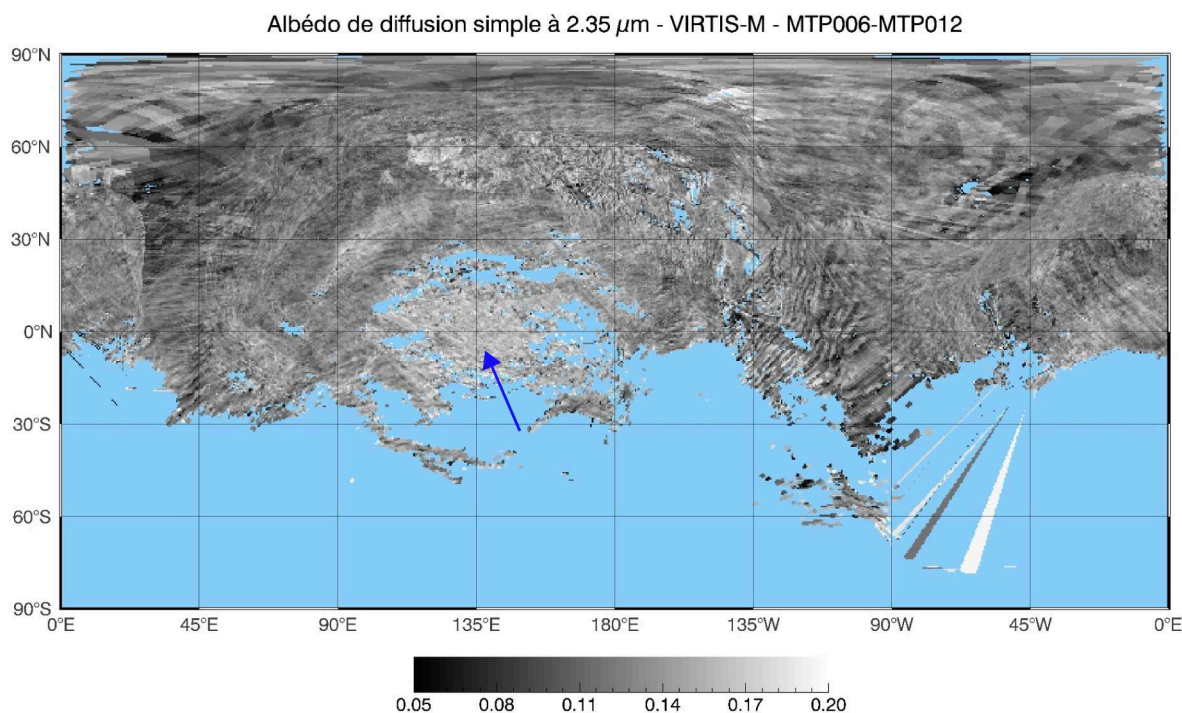 Albédo de diffusion simple à 2.35 µm - VIRTIS-M - MTP006-MTP012
90°N
60°N
30°N
0°N
30°S
60°S
90°S
0°E 45°E 90°E 135°E 180°E 135°W 90°W 45°W 0°E
0.05 0.08 0.11 0.14 0.17 0.20